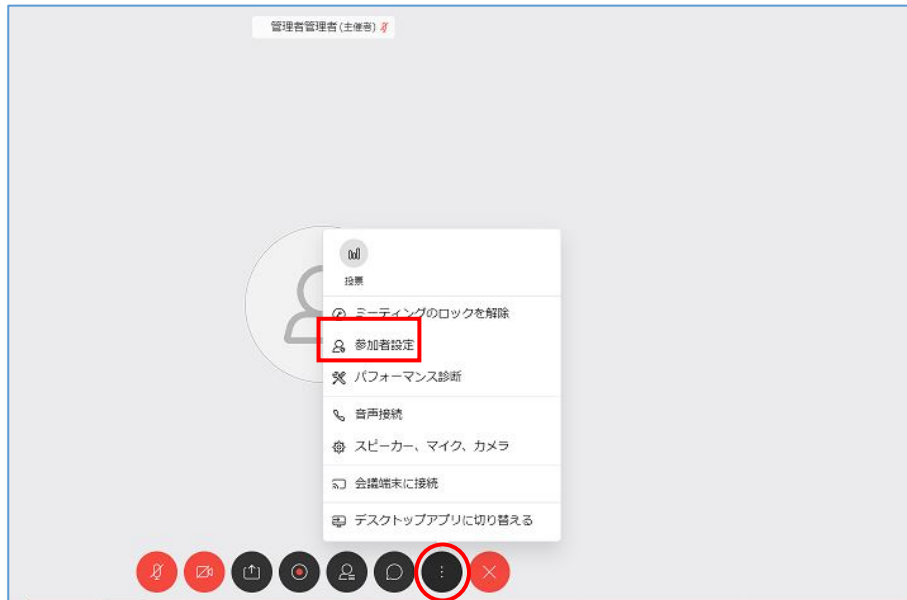 管理者管理者(主催者)
投票
ミーティングのロックを解除
参加者設定
パフォーマンス診断
音声接続
スピーカー、マイク、カメラ
会議端末に接続
デスクトップアプリに切り替える